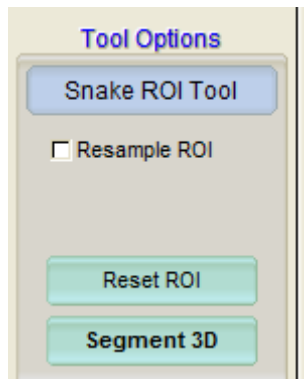 Tool Options
Snake ROI Tool
Resample ROI
Reset ROI
Segment 3D